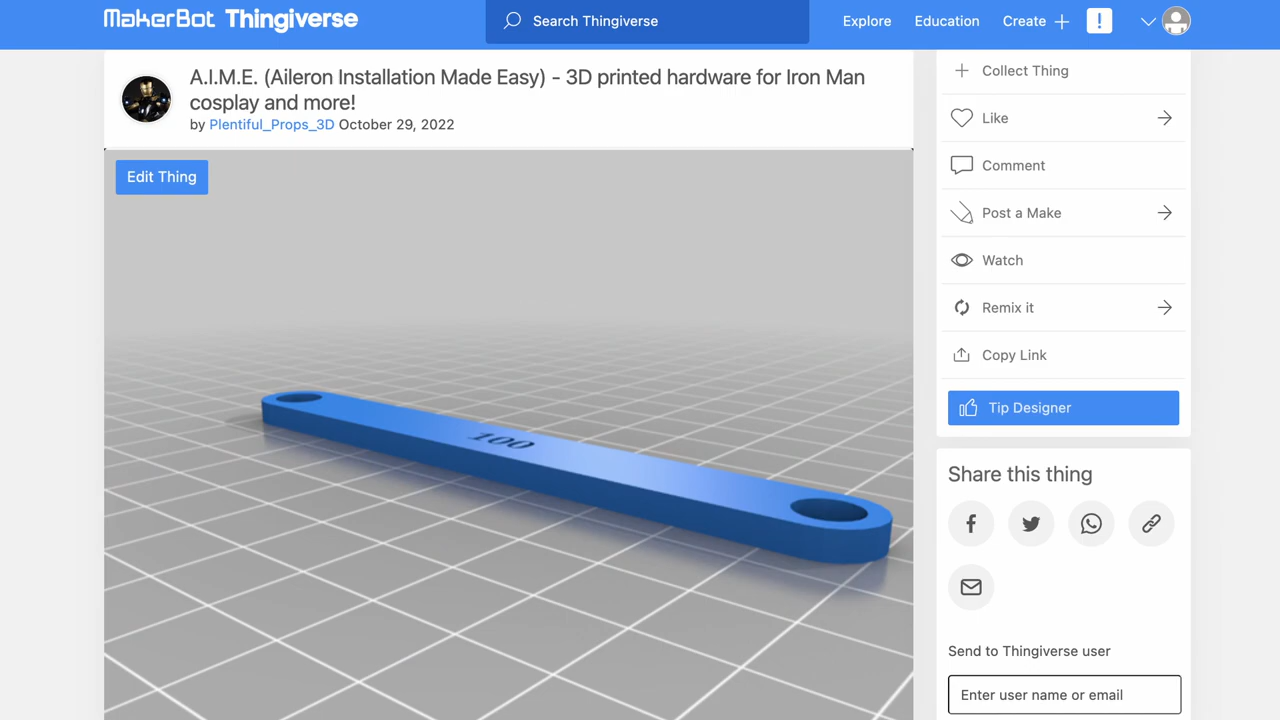 MakerBot Thingiverse
Search Thingiverse
Explore
Education
Create
!
A.I.M.E. (Aileron Installation Made Easy) - 3D printed hardware for Iron Man
cosplay and more!
by Plentiful_Props_3D October 29, 2022
Edit Thing
100
Collect Thing
Like
Comment
Post a Make
Watch
Remix it
Copy Link
Tip Designer
Share this thing
Send to Thingiverse user
Enter user name or email